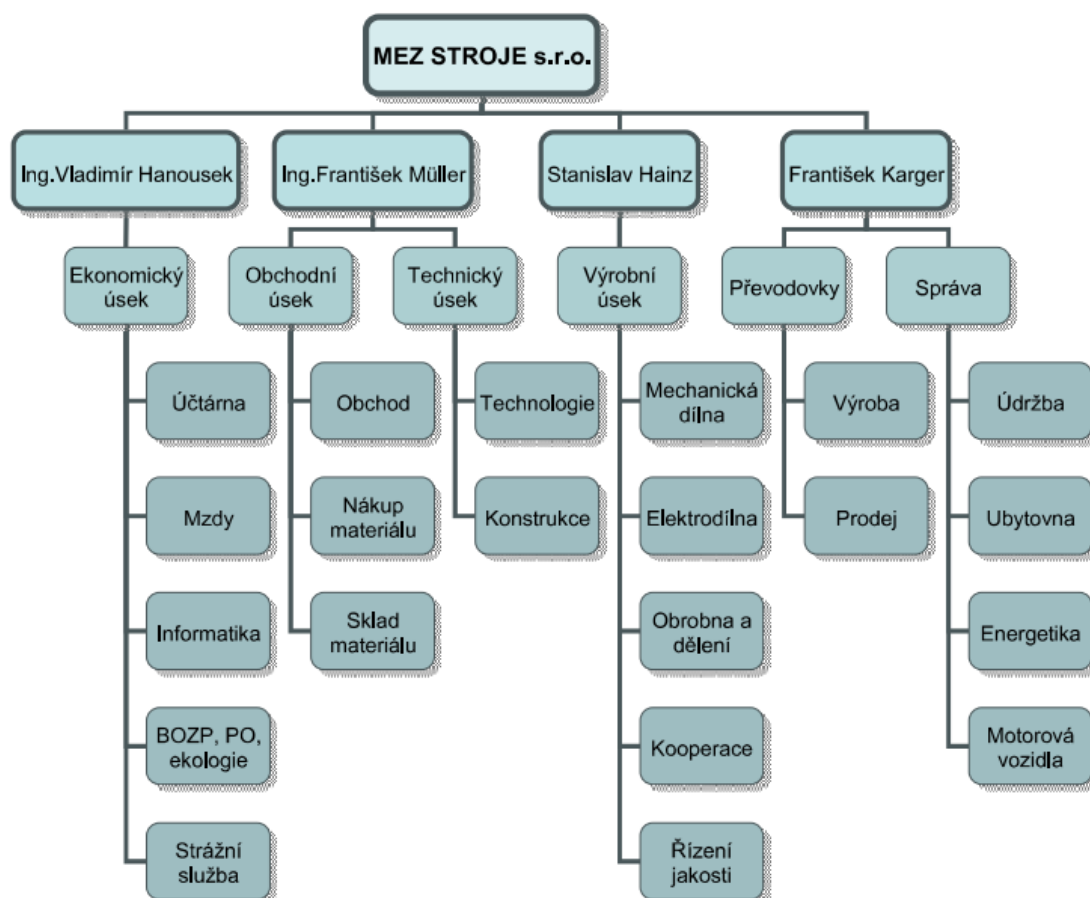 MEZ STROJE s.r.o.
Ing.Vladimír Hanousek
Ing.František Müller
Stanislav Hainz
František Karger
Ekonomický
úsek
Obchodní
úsek
Technický
úsek
Výrobní
úsek
Převodovky
Správa
Účtárna
Obchod
Technologie
Mechanická
dílna
Výroba
Údržba
Mzdy
Nákup
materiálu
Konstrukce
Elektrodílna
Prodej
Ubytovna
Informatika
Sklad
materiálu
Obrobna a
dělení
Energetika
BOZP, PO,
ekologie
Kooperace
Motorová
vozidla
Strážní
služba
Řízení
jakosti